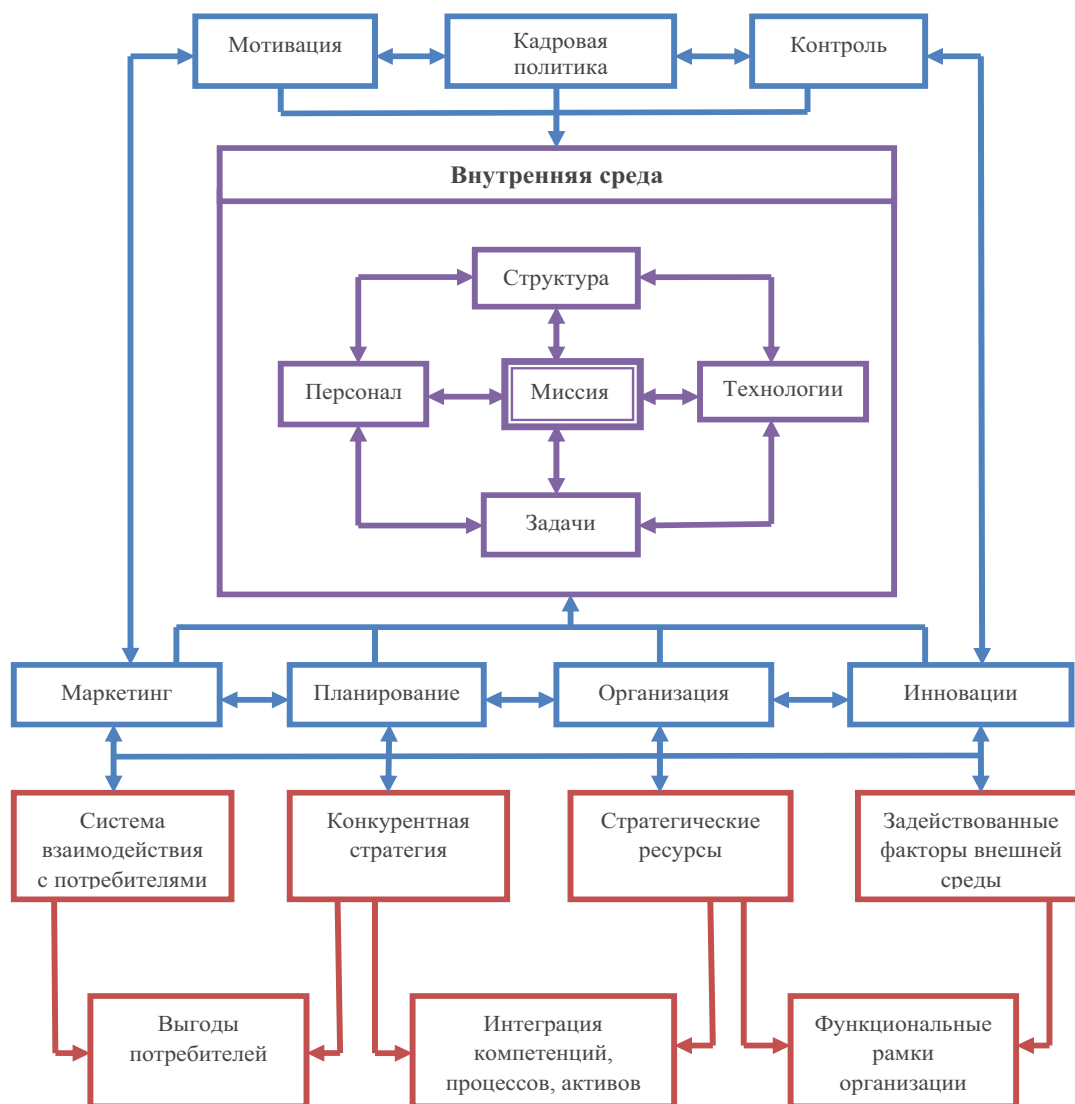 Мотивация
Кадровая
политика
Контроль
Внутренняя среда
Структура
Персонал
Миссия
Технологии
Задачи
Маркетинг
Планирование
Организация
Инновации
Система
взаимодействия
с потребителями
Конкурентная
стратегия
Стратегические
ресурсы
Задействованные
факторы внешней
среды
Выгоды
потребителей
Интеграция
компетенций,
процессов, активов
Функциональные
рамки
организации